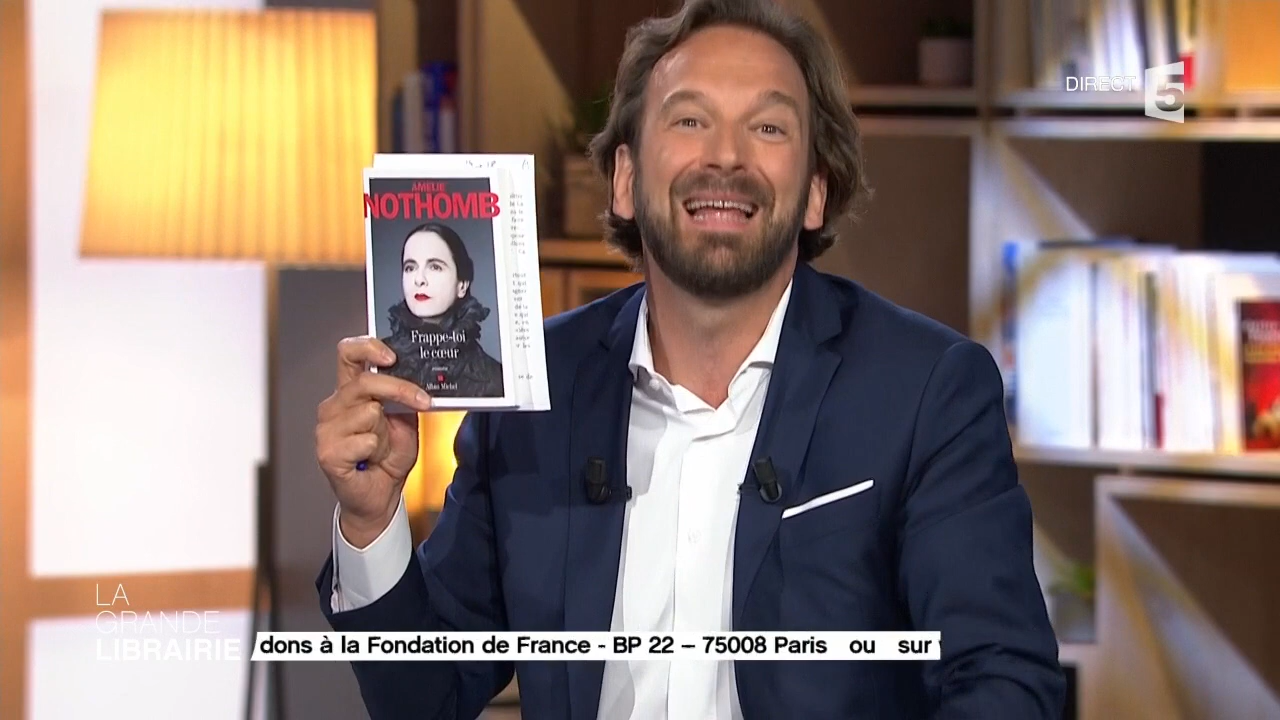 DIRECT 5
AMÉLIE
NOTHOMB
Frappe-toi
le cœur
roman
Albin Michel
LA
GRANDE
LIBRAIRIE
dons à la Fondation de France - BP 22 – 75008 Paris ou sur